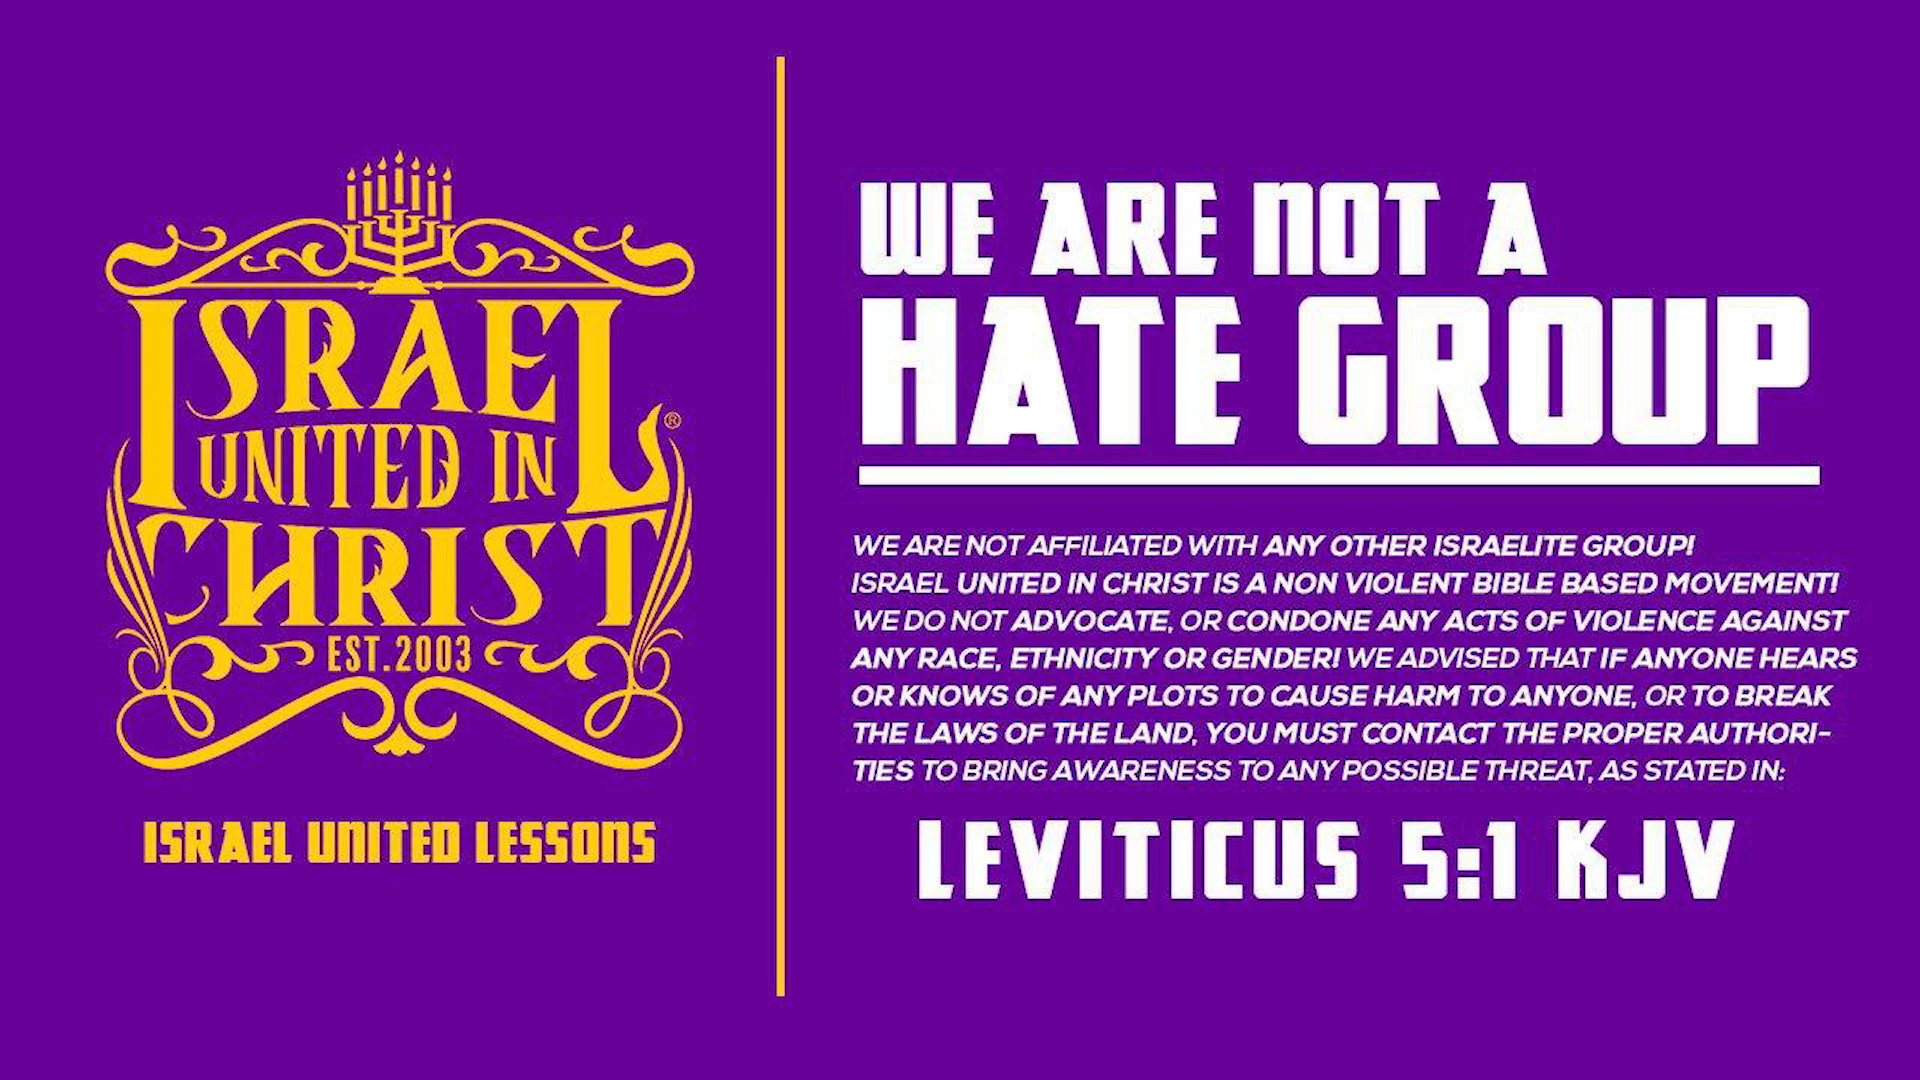 ISRAEL
UNITED IN
CHRIST
®
EST.2003
ISRAEL UNITED LESSONS
WE ARE NOT A
HATE GROUP
WE ARE NOT AFFILIATED WITH ANY OTHER ISRAELITE GROUP!
ISRAEL UNITED IN CHRIST IS A NON VIOLENT BIBLE BASED MOVEMENT!
WE DO NOT ADVOCATE, OR CONDONE ANY ACTS OF VIOLENCE AGAINST
ANY RACE, ETHNICITY OR GENDER! WE ADVISED THAT IF ANYONE HEARS
OR KNOWS OF ANY PLOTS TO CAUSE HARM TO ANYONE, OR TO BREAK
THE LAWS OF THE LAND, YOU MUST CONTACT THE PROPER AUTHORI-
TIES TO BRING AWARENESS TO ANY POSSIBLE THREAT, AS STATED IN:
LEVITICUS 5:1 KJV